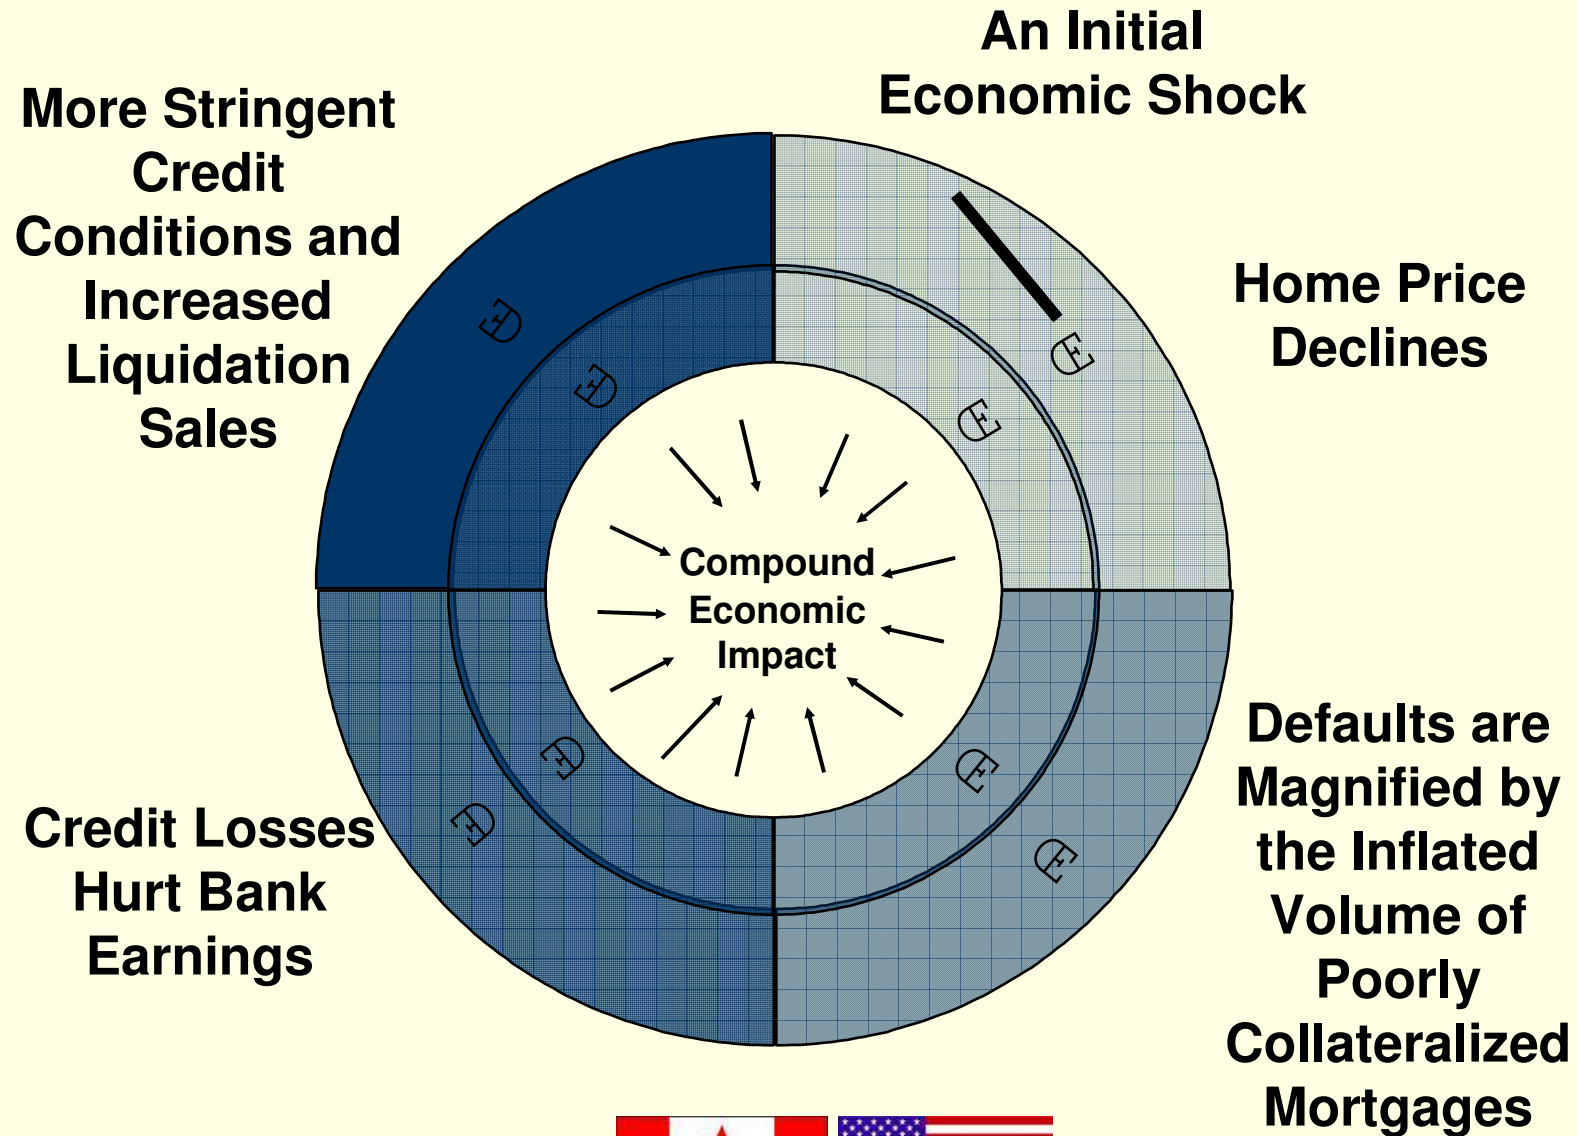 An Initial
Economic Shock
Home Price
Declines
Defaults are
Magnified by
the Inflated
Volume of
Poorly
Collateralized
Mortgages
Credit Losses
Hurt Bank
Earnings
More Stringent
Credit
Conditions and
Increased
Liquidation
Sales
Compound
Economic
Impact